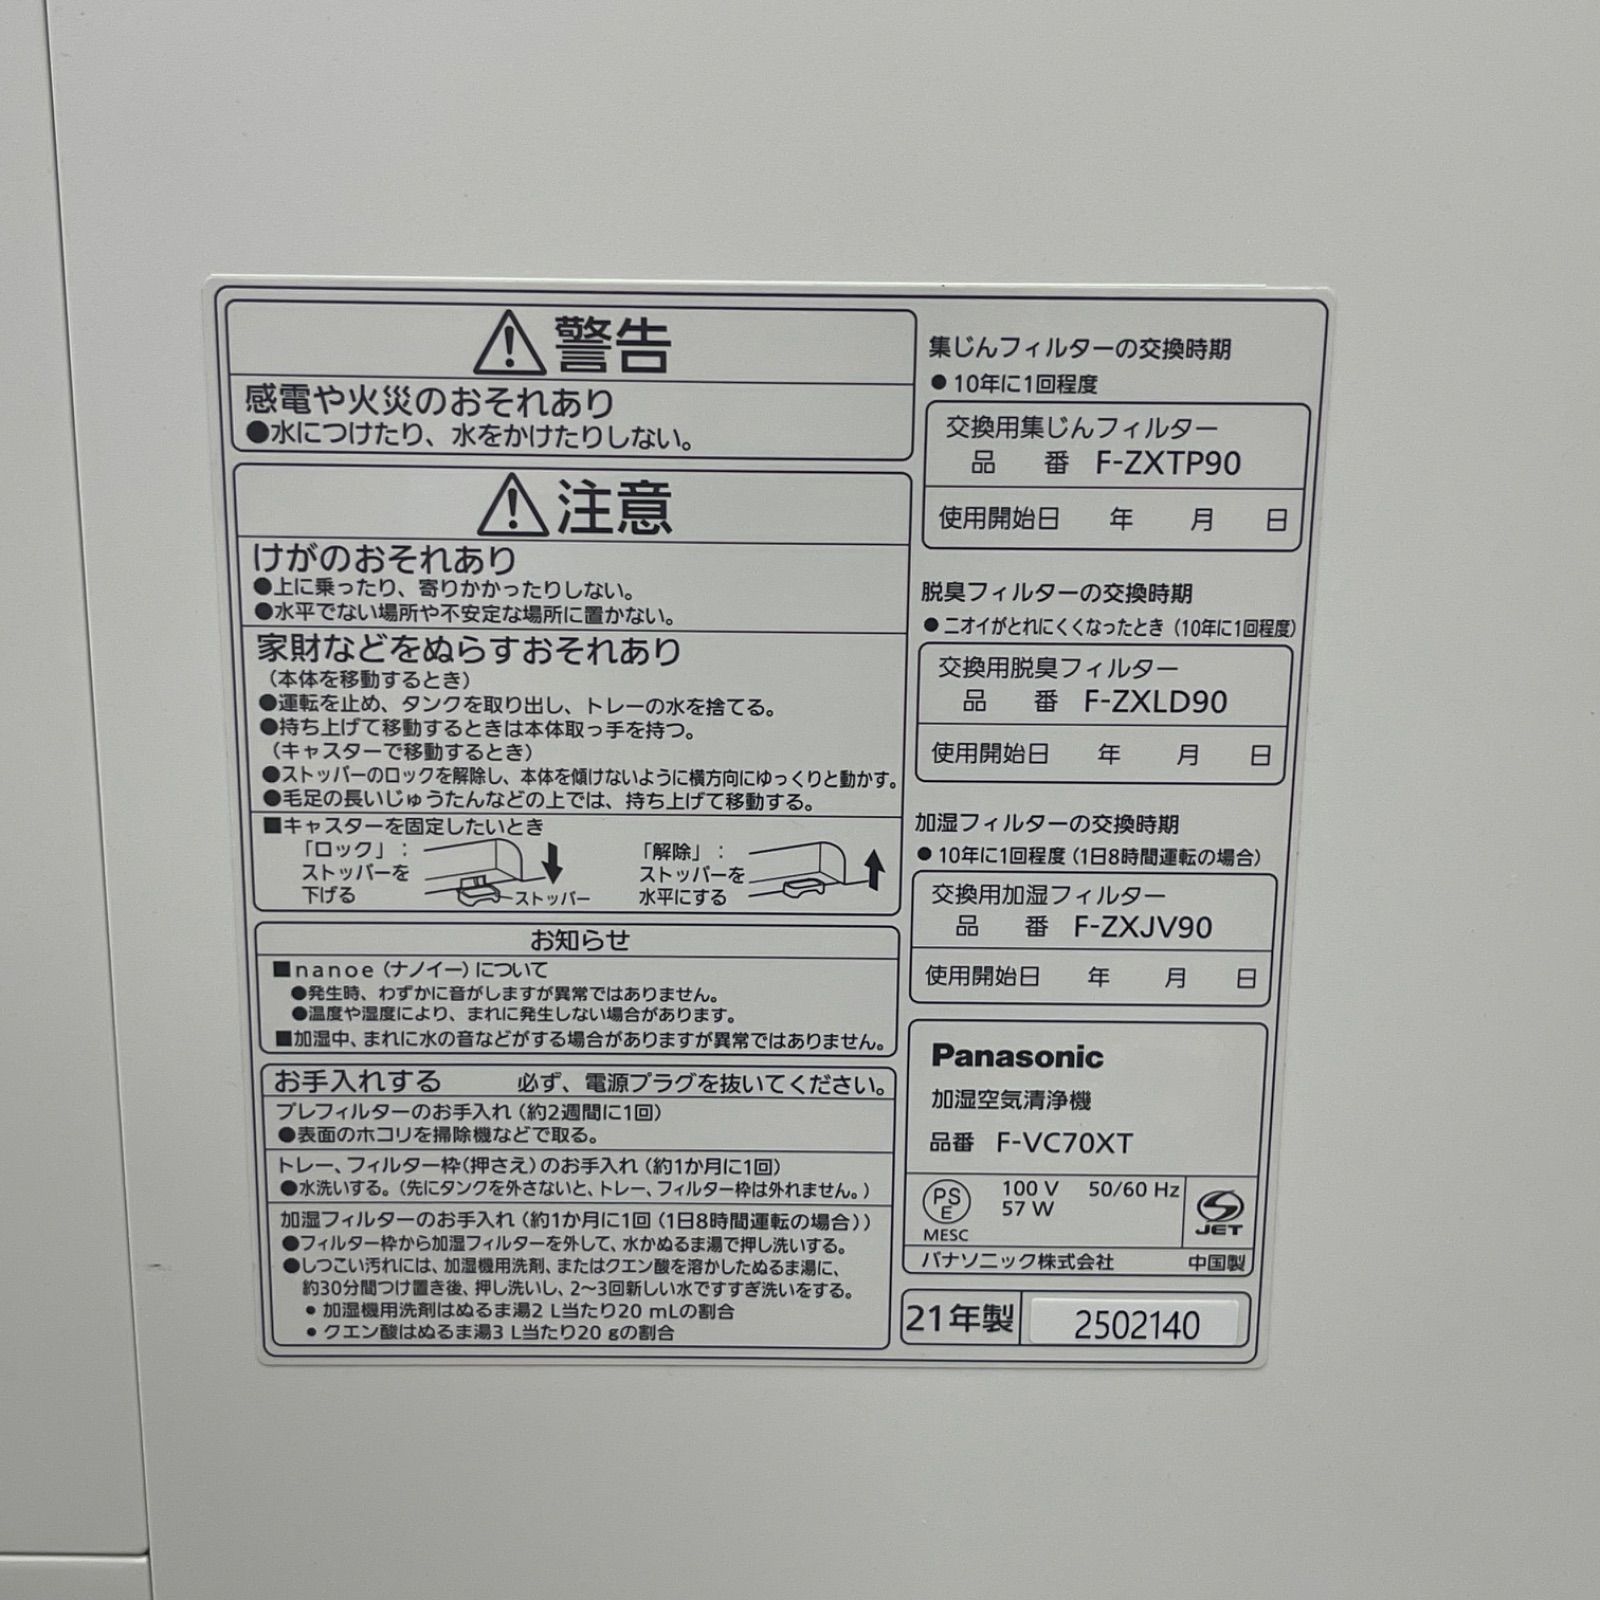 警告
感電や火災のおそれあり
●水につけたり、水をかけたりしない。
注意
けがのおそれあり
●上に乗ったり、寄りかかったりしない。
●水平でない場所や不安定な場所に置かない。
家財などをぬらすおそれあり
（本体を移動するとき）
●運転を止め、タンクを取り出し、トレーの水を捨てる。
●持ち上げて移動するときは本体取っ手を持つ。
（キャスターで移動するとき）
●ストッパーのロックを解除し、本体を傾けないように横方向にゆっくりと動かす。
●毛足の長いじゅうたんなどの上では、持ち上げて移動する。
■キャスターを固定したいとき
「ロック」：
ストッパーを
下げる
ストッパー
「解除」：
ストッパーを
水平にする
お知らせ
■nanoe（ナノイー）について
●発生時、わずかに音がしますが異常ではありません。
●温度や湿度により、まれに発生しない場合があります。
■加湿中、まれに水の音などがする場合がありますが異常ではありません。
お手入れする 必ず、電源プラグを抜いてください。
プレフィルターのお手入れ（約2週間に1回）
●表面のホコリを掃除機などで取る。
トレー、フィルター枠（押さえ）のお手入れ（約1か月に1回）
●水洗いする。（先にタンクを外さないと、トレー、フィルター枠は外れません。）
加湿フィルターのお手入れ（約1か月に1回（1日8時間運転の場合））
●フィルター枠から加湿フィルターを外して、水かぬるま湯で押し洗いする。
●しつこい汚れには、加湿機用洗剤、またはクエン酸を溶かしたぬるま湯に、
約30分間つけ置き後、押し洗いし、2～3回新しい水ですすぎ洗いをする。
• 加湿機用洗剤はぬるま湯2 L当たり20 mLの割合
• クエン酸はぬるま湯3 L当たり20 gの割合
集じんフィルターの交換時期
●10年に1回程度
交換用集じんフィルター
品 番 F-ZXTP90
使用開始日 年 月 日
脱臭フィルターの交換時期
●ニオイがとれにくくなったとき（10年に1回程度）
交換用脱臭フィルター
品 番 F-ZXLD90
使用開始日 年 月 日
加湿フィルターの交換時期
●10年に1回程度（1日8時間運転の場合）
交換用加湿フィルター
品 番 F-ZXJV90
使用開始日 年 月 日
Panasonic
加湿空気清浄機
品番 F-VC70XT
PS
E
MESC
100 V 50/60 Hz
57 W
JET
パナソニック株式会社 中国製
21年製 2502140